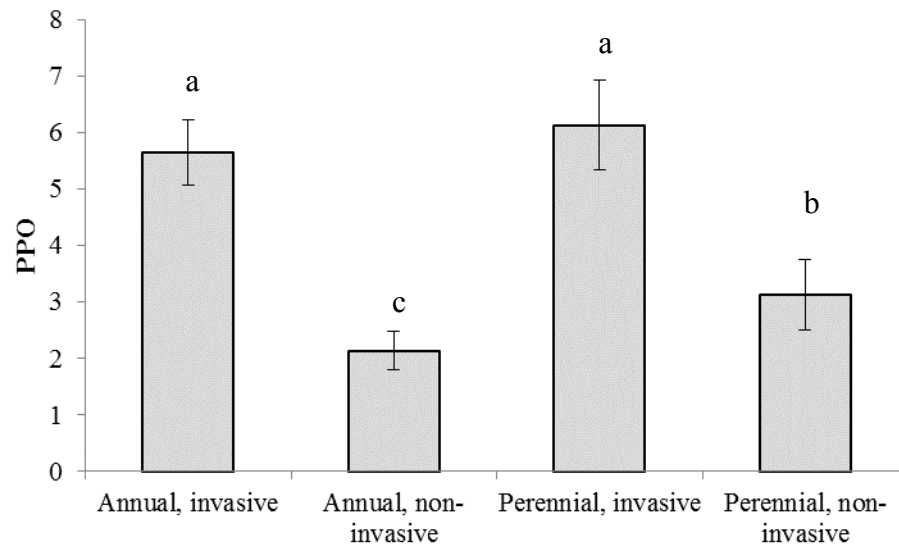 8
7
6
5
4
3
2
1
0
PPO
a
c
a
b
Annual, invasive
Annual, non-
invasive
Perennial, invasive
Perennial, non-
invasive